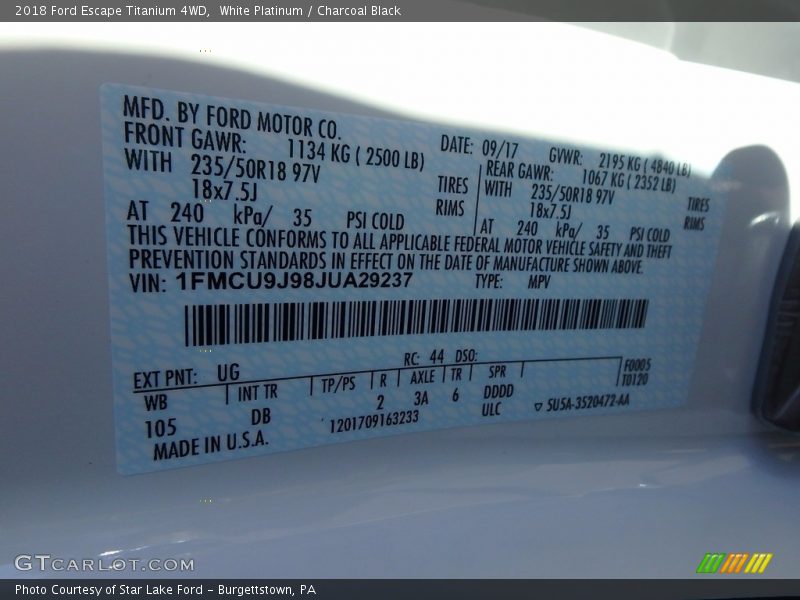 2018 Ford Escape Titanium 4WD,  White Platinum / Charcoal Black
MFD. BY FORD MOTOR CO.
DATE: 09/17 GVWR: 2195 KG ( 4840 LB)
FRONT GAWR: 1134 KG ( 2500 LB)
REAR GAWR: 1067 KG ( 2352 LB)
WITH 235/50R18 97V TIRES
WITH 235/50R18 97V TIRES
18x7.5J RIMS
18x7.5J RIMS
AT 240 kPa/ 35 PSI COLD
AT 240 kPa/ 35 PSI COLD
THIS VEHICLE CONFORMS TO ALL APPLICABLE FEDERAL MOTOR VEHICLE SAFETY AND THEFT
PREVENTION STANDARDS IN EFFECT ON THE DATE OF MANUFACTURE SHOWN ABOVE.
VIN: 1FMCU9J98JUA29237 TYPE: MPV
EXT PNT: UG RC: 44 DSO:
WB INT TR TP/PS R AXLE TR SPR F0005
T0120
105 DB 2 3A 6 DDDD
1201709163233 ULC ▽ 5U5A-3520472-AA
MADE IN U.S.A.
GTCARLOT.COM
Photo Courtesy of Star Lake Ford - Burgettstown, PA